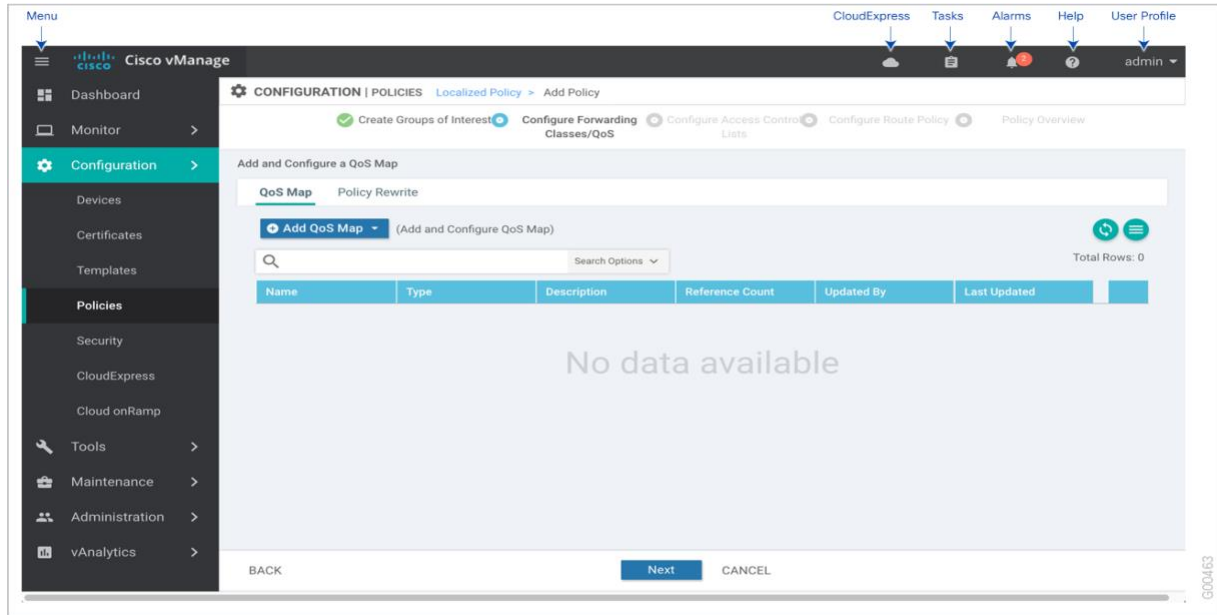 Menu
CloudExpress
Tasks
Alarms
Help
User Profile
CISCO
Cisco vManage
2
admin
Dashboard
Monitor
Configuration
Devices
Certificates
Templates
Policies
Security
CloudExpress
Cloud onRamp
Tools
Maintenance
Administration
vAnalytics
CONFIGURATION | POLICIES Localized Policy > Add Policy
Create Groups of Interest
Configure Forwarding
Classes/QoS
Configure Access Control
Lists
Configure Route Policy
Policy Overview
Add and Configure a QoS Map
QoS Map
Policy Rewrite
Add QoS Map
(Add and Configure QoS Map)
Search Options
Total Rows: 0
Name
Type
Description
Reference Count
Updated By
Last Updated
No data available
BACK
Next
CANCEL
G00463